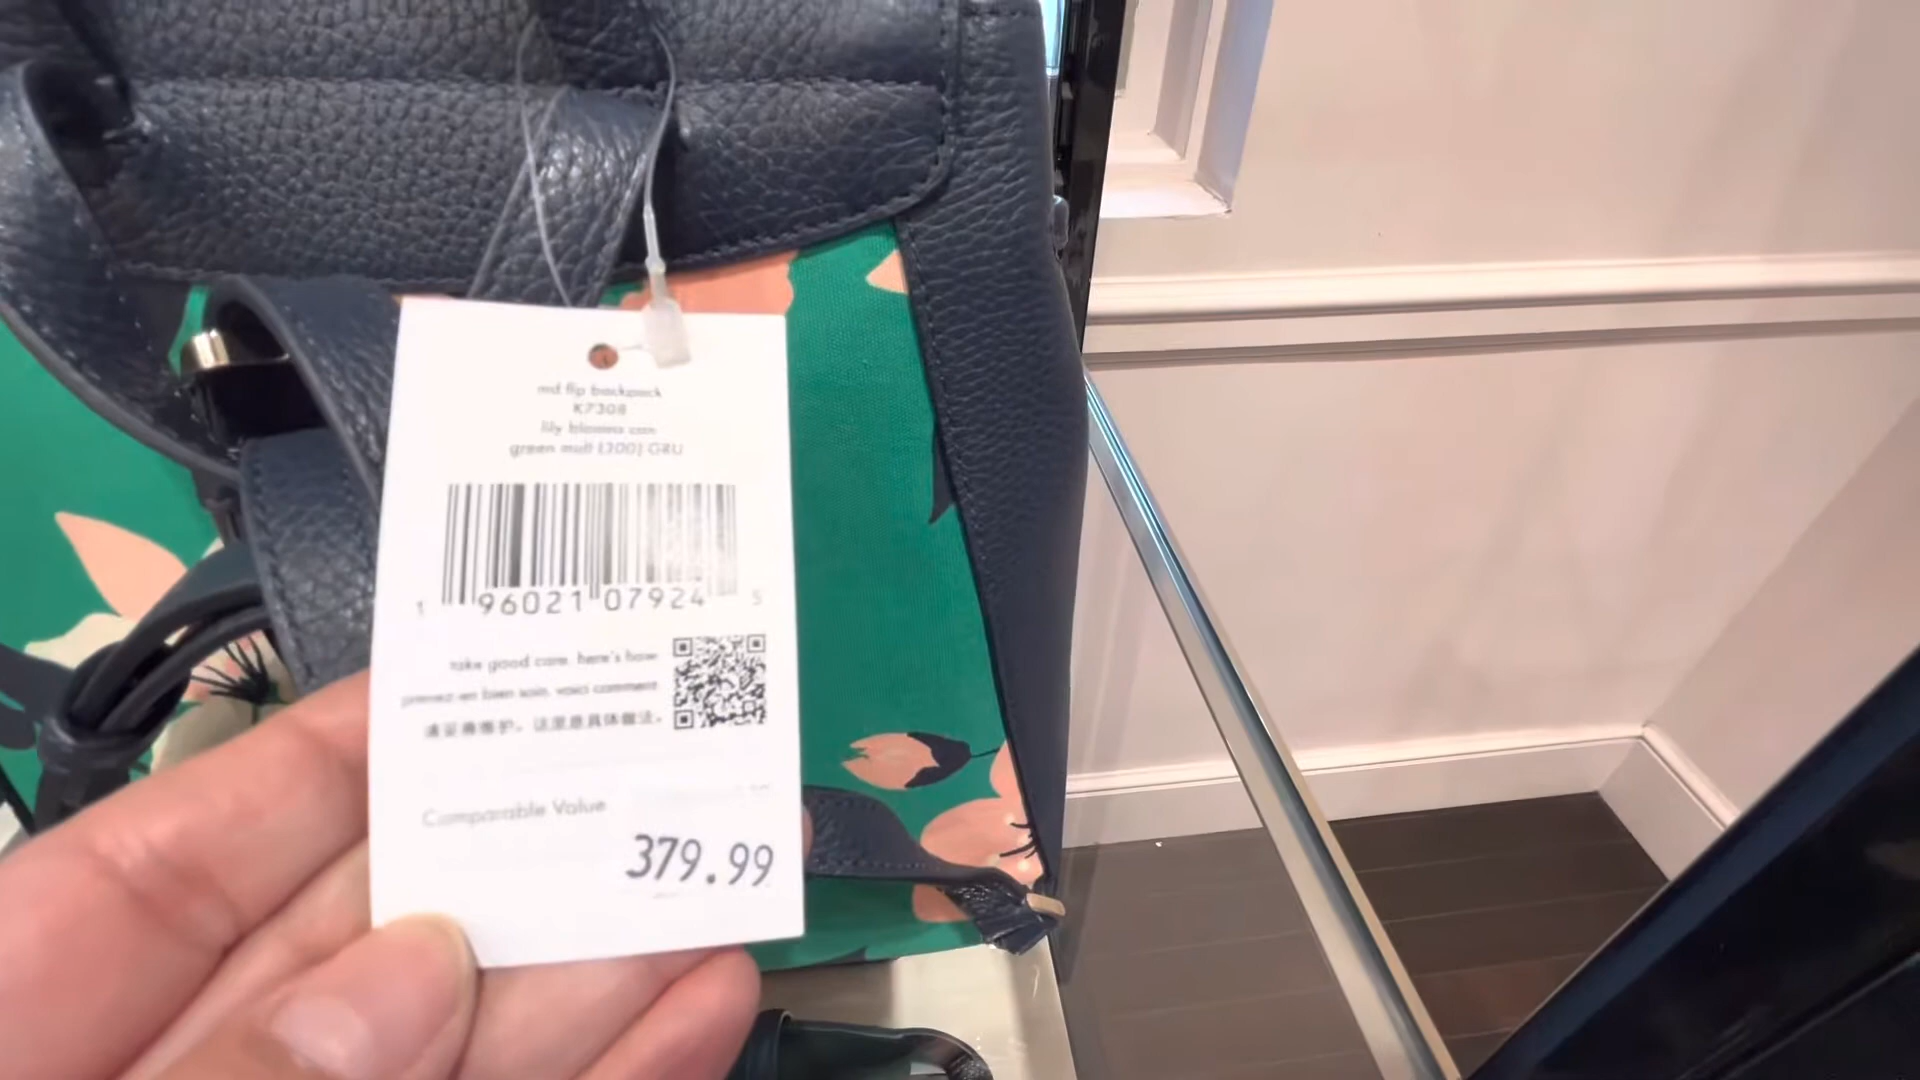 md flip backpack
K7308
lily blooms
green mult [300] GRU
1 96021 07924 5
take good care. here's how
prenez-en bien soin, voici comment
请妥善维护。这里是具体做法。
Comparable Value
379.99